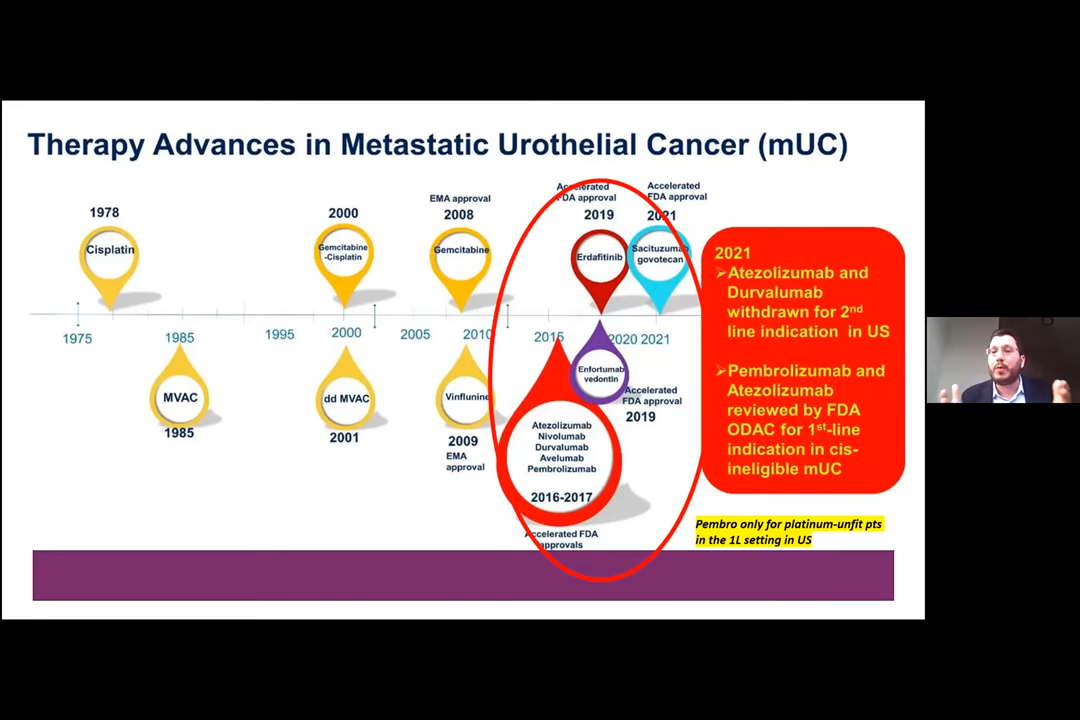 Therapy Advances in Metastatic Urothelial Cancer (mUC)
1978
Cisplatin
2000
Gemcitabine
-Cisplatin
EMA approval
2008
Gemcitabine
Accelerated
FDA approval
2019
Erdafitinib
Accelerated
FDA approval
2021
Sacituzumab
govotecan
1975
1985
1995
2000
2005
2010
2015
2020
2021
MVAC
1985
dd MVAC
2001
Vinflunine
2009
EMA
approval
Atezolizumab
Nivolumab
Durvalumab
Avelumab
Pembrolizumab
2016-2017
Accelerated FDA
approvals
Enfortumab
vedontin
Accelerated
FDA approval
2019
2021
➢Atezolizumab and
Durvalumab
withdrawn for 2nd
line indication in US
➢Pembrolizumab and
Atezolizumab
reviewed by FDA
ODAC for 1st-line
indication in cis-
ineligible mUC
Pembro only for platinum-unfit pts
in the 1L setting in US